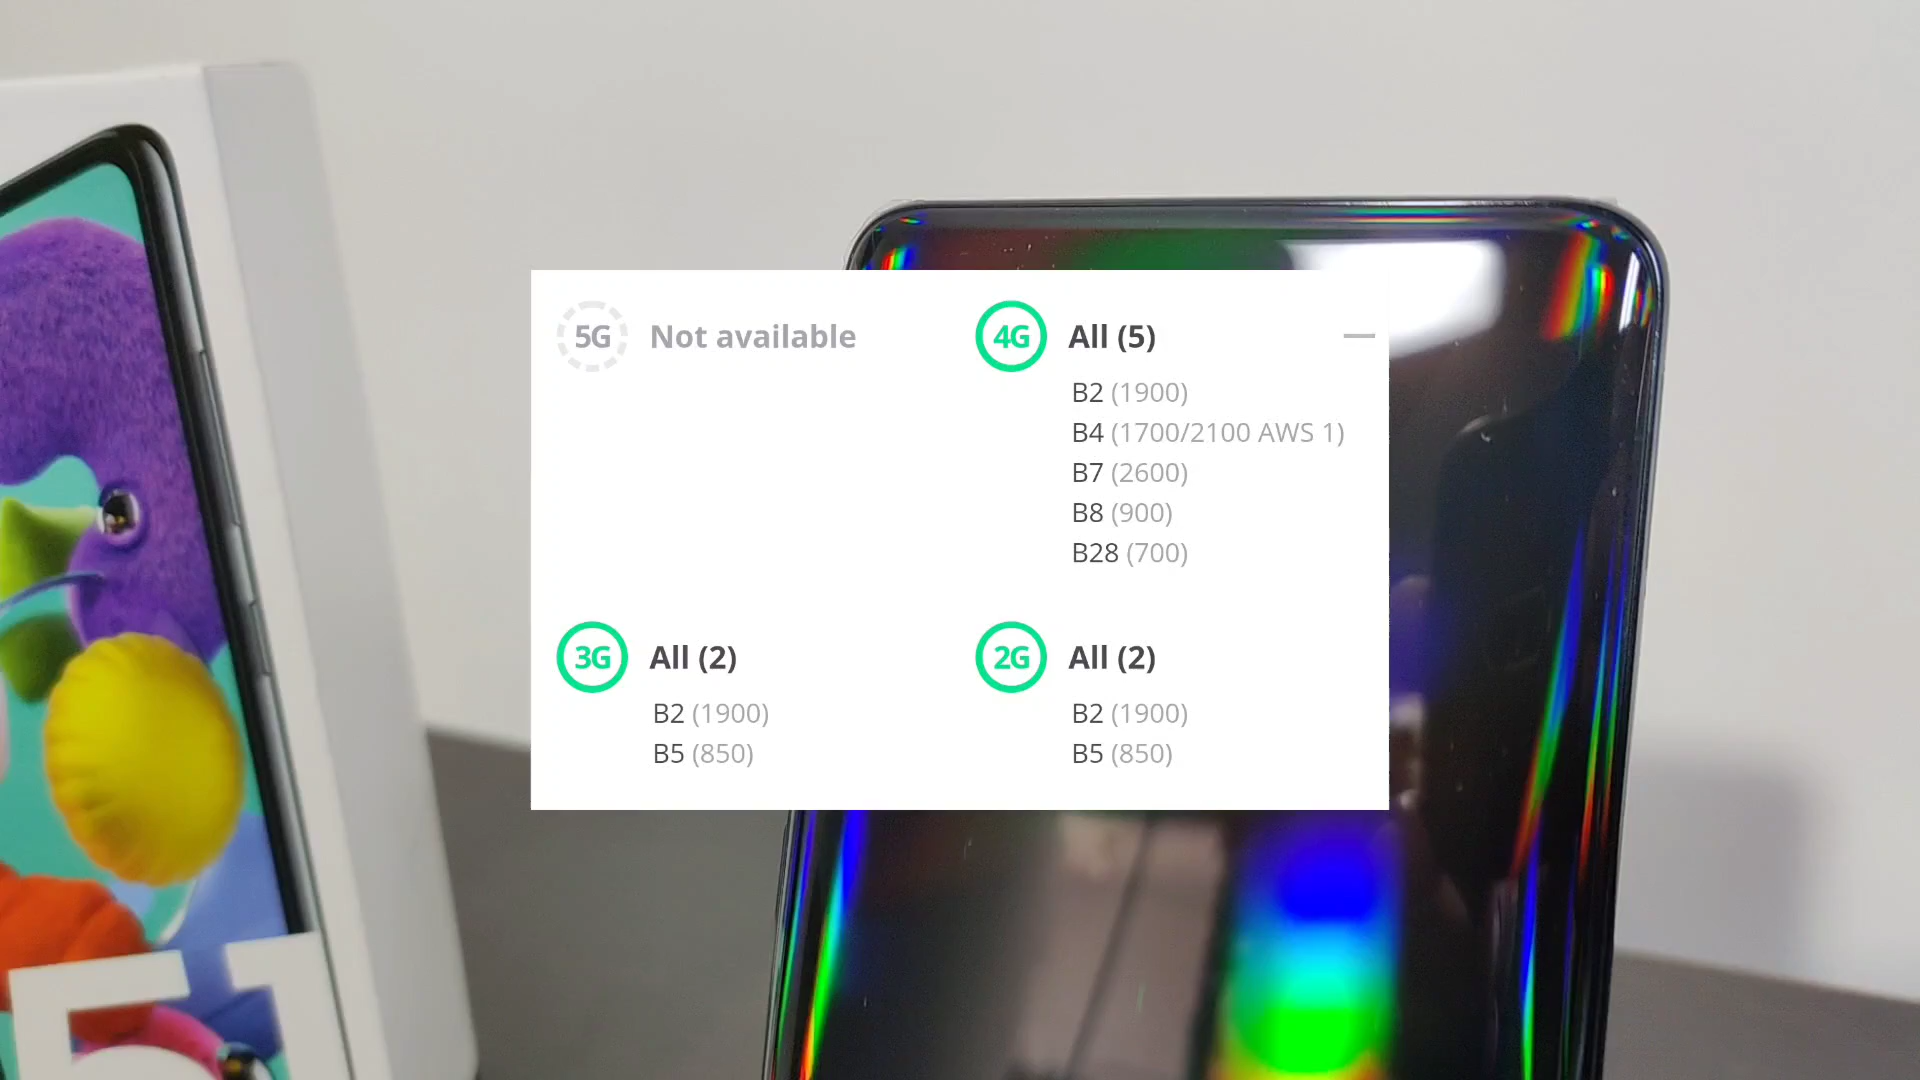 5G Not available
4G All (5)
B2 (1900)
B4 (1700/2100 AWS 1)
B7 (2600)
B8 (900)
B28 (700)
3G All (2)
B2 (1900)
B5 (850)
2G All (2)
B2 (1900)
B5 (850)
51